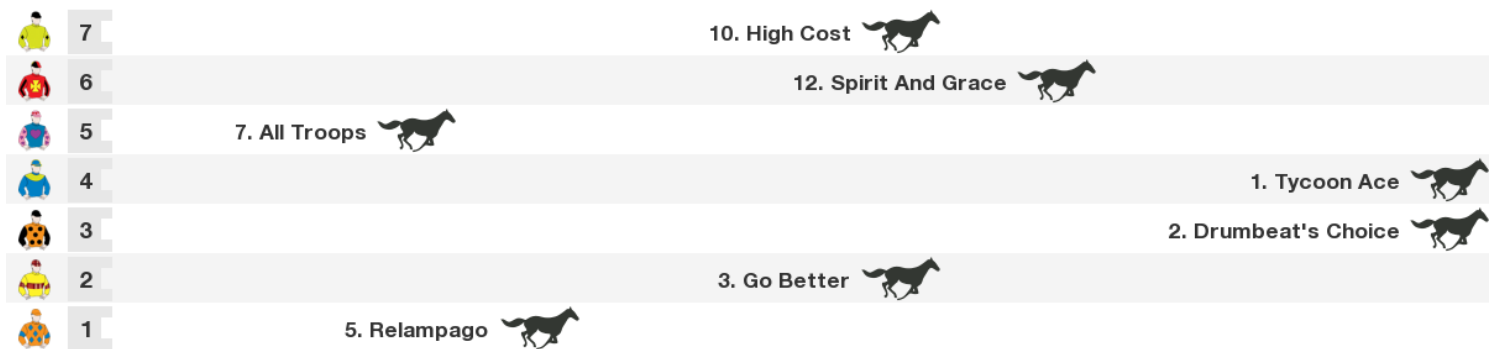 7 10. High Cost
6 12. Spirit And Grace
5 7. All Troops
4 1. Tycoon Ace
3 2. Drumbeat's Choice
2 3. Go Better
1 5. Relampago